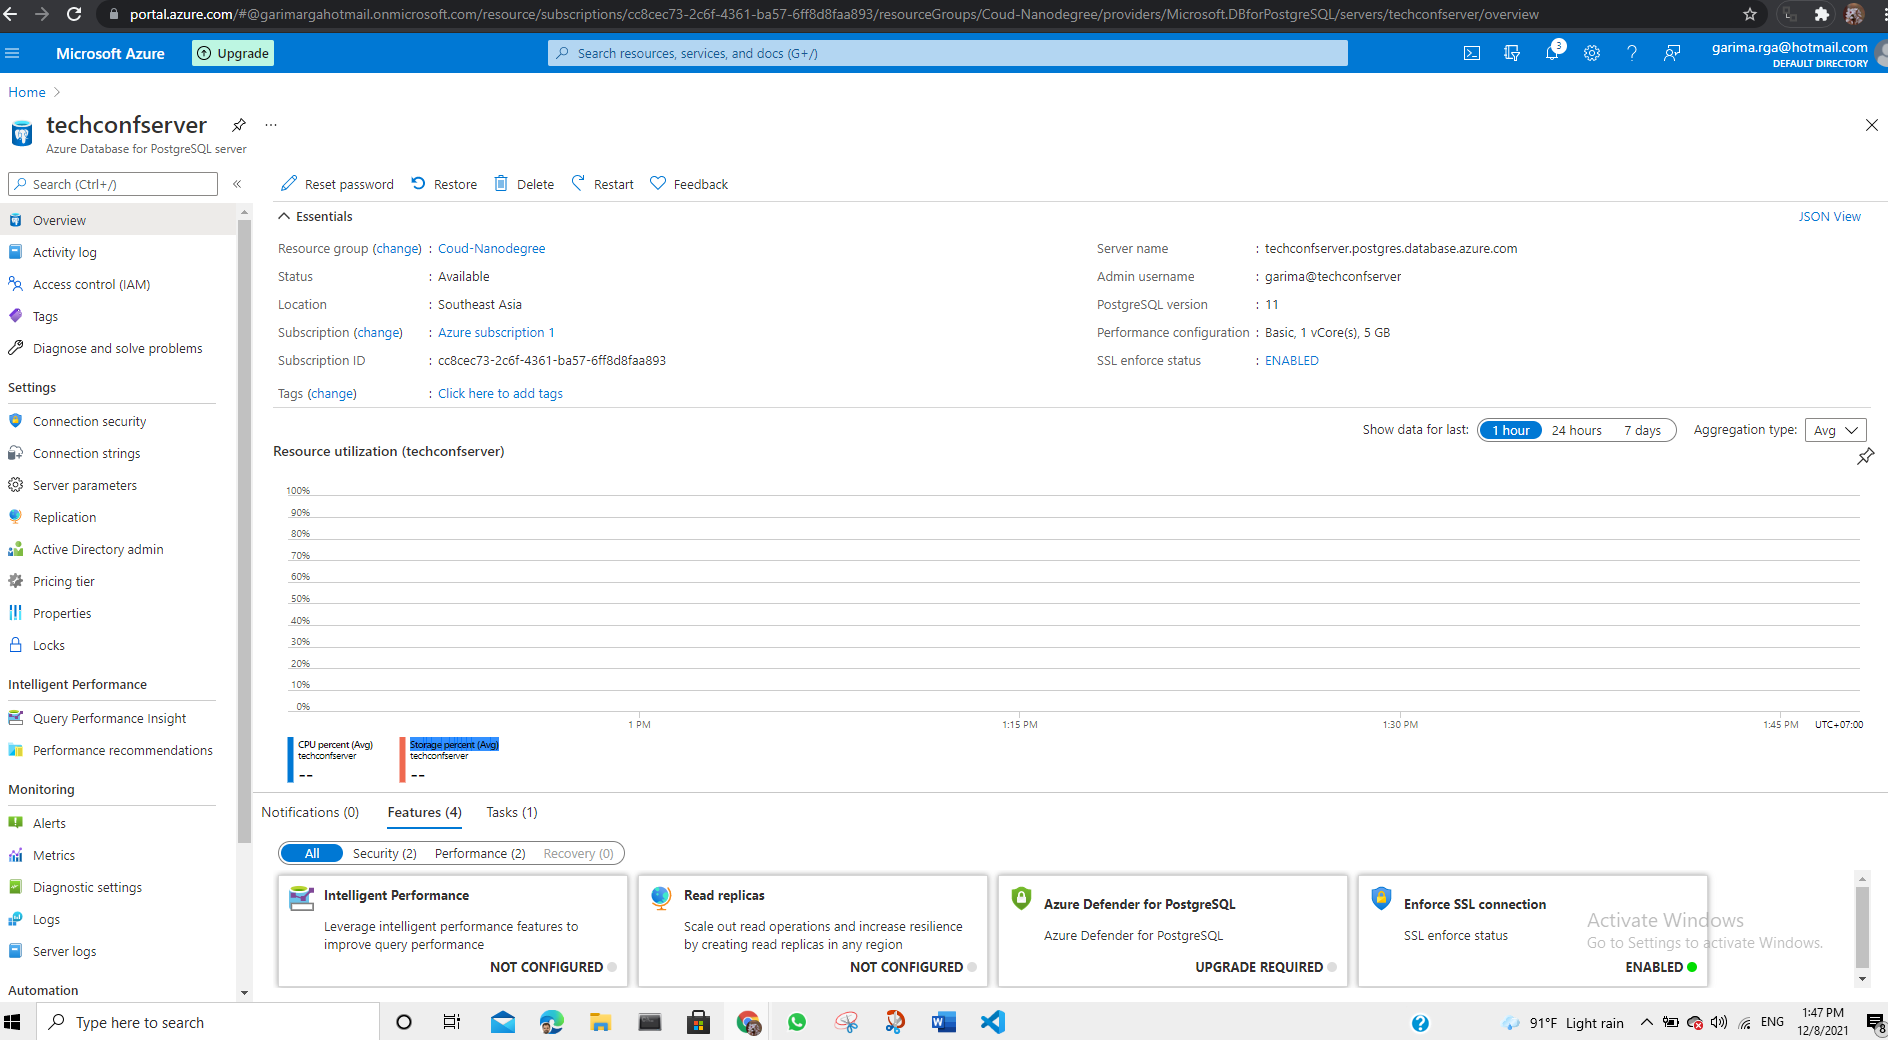 portal.azure.com/#@garimargahotmail.onmicrosoft.com/resource/subscriptions/cc8cec73-2c6f-4361-ba57-6ff8d8faa893/resourceGroups/Coud-Nanodegree/providers/Microsoft.DBforPostgreSQL/servers/techconfserver/overview
Microsoft Azure
Upgrade
Search resources, services, and docs (G+/)
3
garima.rga@hotmail.com
DEFAULT DIRECTORY
Home
techconfserver
Azure Database for PostgreSQL server
Search (Ctrl+/)
Reset password
Restore
Delete
Restart
Feedback
Overview
Activity log
Access control (IAM)
Tags
Diagnose and solve problems
Settings
Connection security
Connection strings
Server parameters
Replication
Active Directory admin
Pricing tier
Properties
Locks
Intelligent Performance
Query Performance Insight
Performance recommendations
Monitoring
Alerts
Metrics
Diagnostic settings
Logs
Server logs
Automation
Essentials
JSON View
Resource group (change) : Coud-Nanodegree
Status : Available
Location : Southeast Asia
Subscription (change) : Azure subscription 1
Subscription ID : cc8cec73-2c6f-4361-ba57-6ff8d8faa893
Tags (change) : Click here to add tags
Server name : techconfserver.postgres.database.azure.com
Admin username : garima@techconfserver
PostgreSQL version : 11
Performance configuration : Basic, 1 vCore(s), 5 GB
SSL enforce status : ENABLED
Show data for last: 1 hour 24 hours 7 days Aggregation type: Avg
Resource utilization (techconfserver)
100%
90%
80%
70%
60%
50%
40%
30%
20%
10%
0%
1 PM 1:15 PM 1:30 PM 1:45 PM UTC+07:00
CPU percent (Avg)
techconfserver
--
Storage percent (Avg)
techconfserver
--
Notifications (0) Features (4) Tasks (1)
All Security (2) Performance (2) Recovery (0)
Intelligent Performance
Leverage intelligent performance features to
improve query performance
NOT CONFIGURED
Read replicas
Scale out read operations and increase resilience
by creating read replicas in any region
NOT CONFIGURED
Azure Defender for PostgreSQL
Azure Defender for PostgreSQL
UPGRADE REQUIRED
Enforce SSL connection
SSL enforce status
ENABLED
Activate Windows
Go to Settings to activate Windows.
Type here to search
91°F Light rain
ENG
1:47 PM
12/8/2021
8